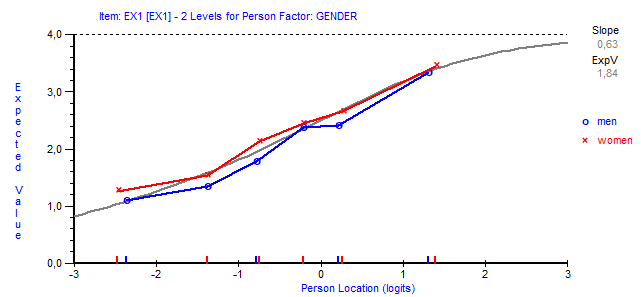 Item: EX1 [EX1] - 2 Levels for Person Factor: GENDER
Slope
0,63
ExpV
1,84
men
women
Expected Value
4,0
3,0
2,0
1,0
0,0
-3 -2 -1 0 1 2 3
Person Location (logits)